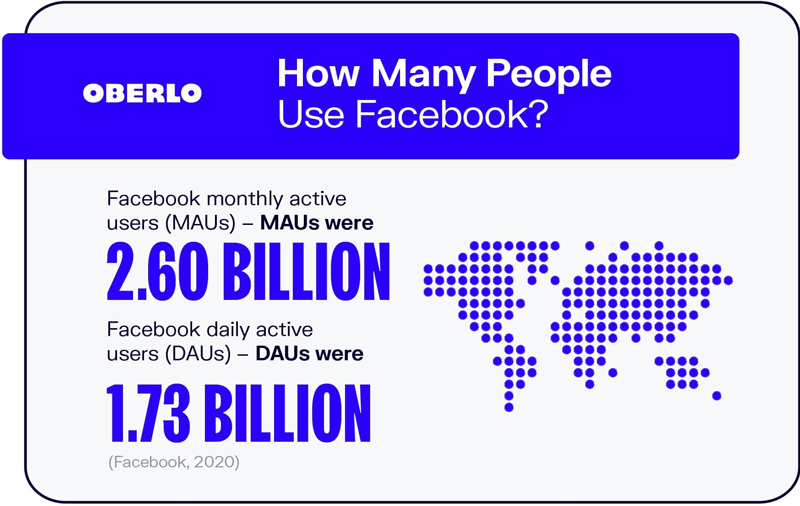 OBERLO
How Many People
Use Facebook?
Facebook monthly active
users (MAUs) – MAUs were
2.60 BILLION
Facebook daily active
users (DAUs) – DAUs were
1.73 BILLION
(Facebook, 2020)